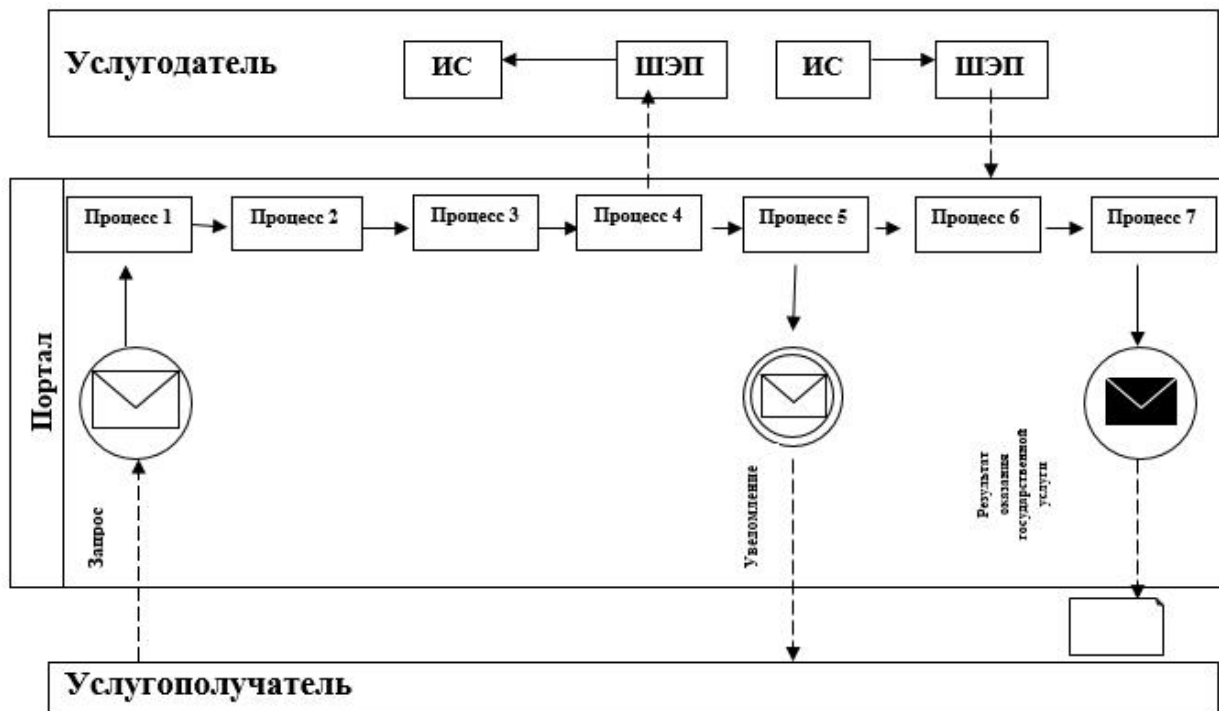 Услугодатель
ИС
ШЭП
ИС
ШЭП
Портал
Процесс 1
Процесс 2
Процесс 3
Процесс 4
Процесс 5
Процесс 6
Процесс 7
Запрос
Уведомление
Результат
оказания
государственной
услуги
Услугополучатель